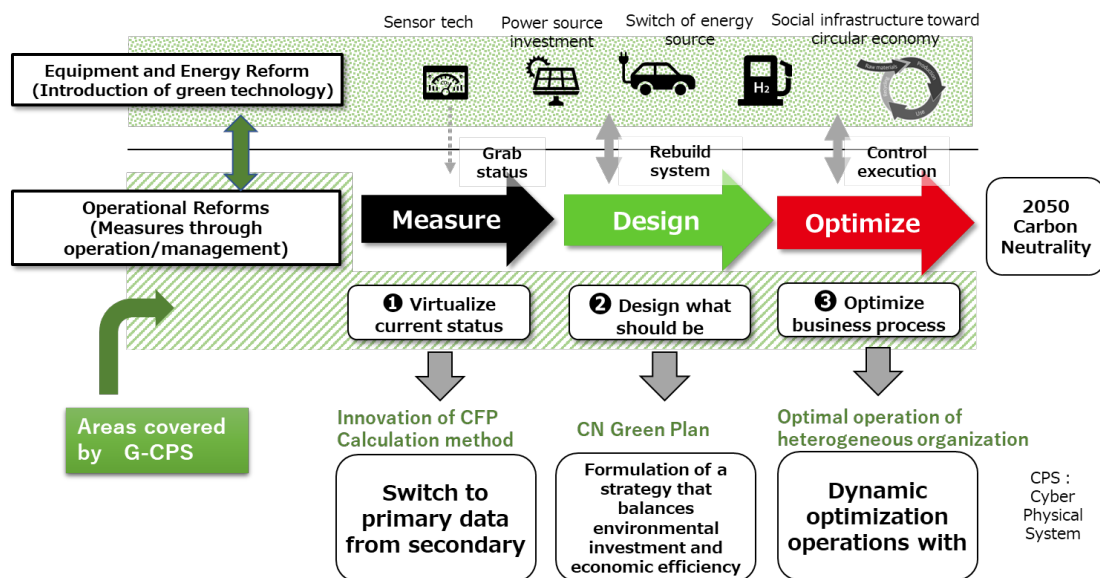 Sensor tech
Power source
investment
Switch of energy
source
Social infrastructure toward
circular economy
Equipment and Energy Reform
(Introduction of green technology)
H2
Raw materials
Production
Use
Grab
status
Rebuild
system
Control
execution
Operational Reforms
(Measures through
operation/management)
Measure
Design
Optimize
2050
Carbon
Neutrality
❶ Virtualize
current status
❷ Design what
should be
❸ Optimize
business process
Areas covered
by G-CPS
Innovation of CFP
Calculation method
CN Green Plan
Optimal operation of
heterogeneous organization
Switch to
primary data
from secondary
Formulation of a
strategy that
balances
environmental
investment and
economic efficiency
Dynamic
optimization
operations with
CPS :
Cyber
Physical
System